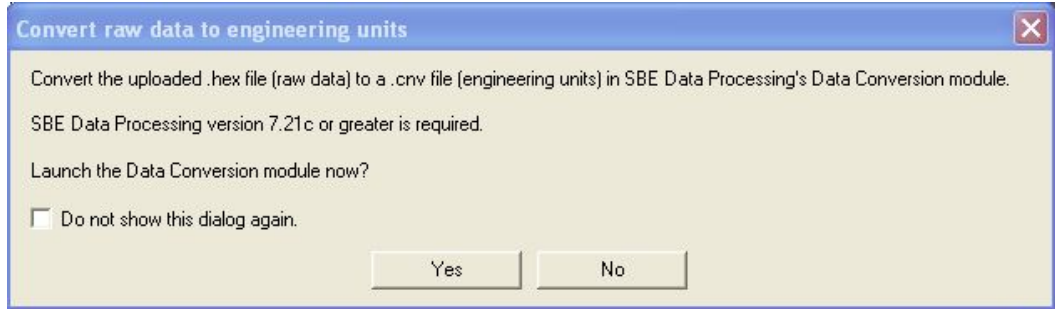 Convert raw data to engineering units
Convert the uploaded .hex file (raw data) to a .cnv file (engineering units) in SBE Data Processing's Data Conversion module.
SBE Data Processing version 7.21c or greater is required.
Launch the Data Conversion module now?
Do not show this dialog again.
Yes No